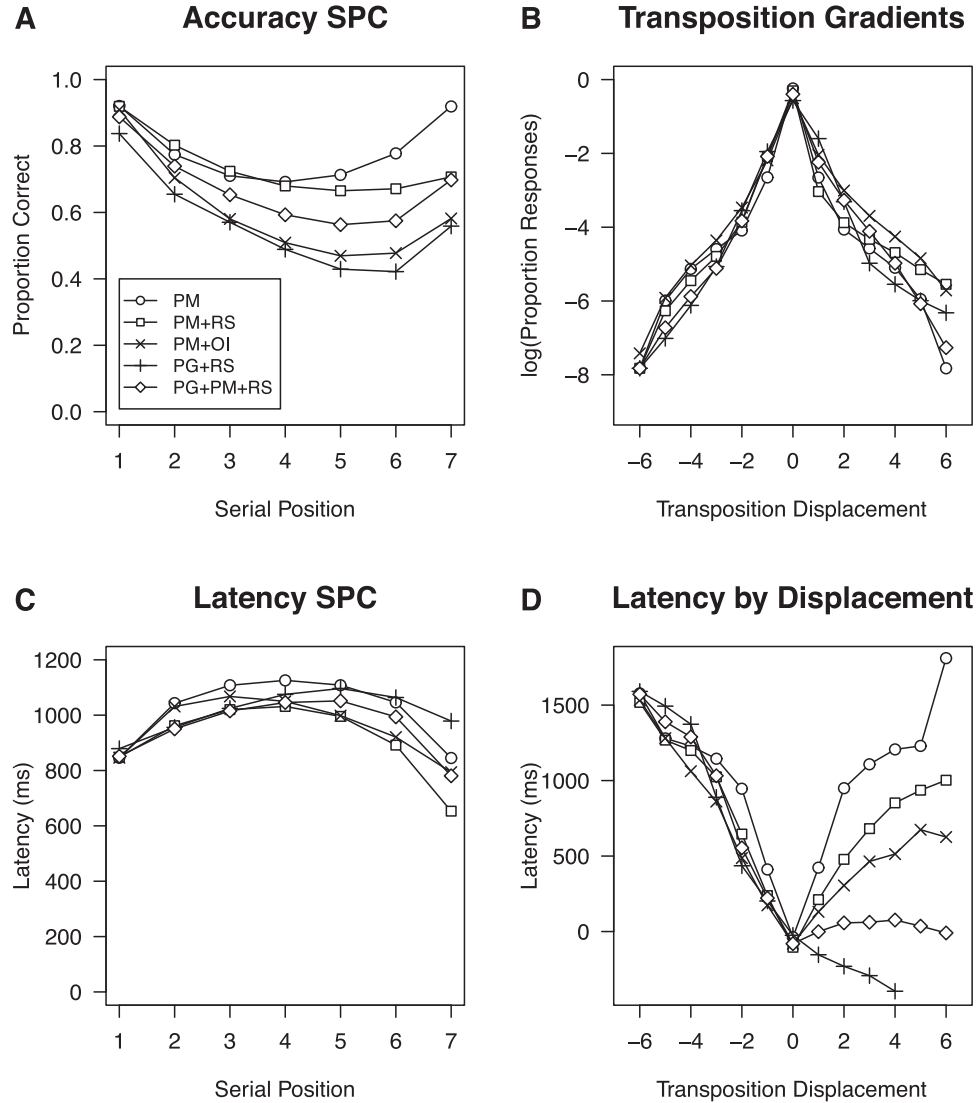 A Accuracy SPC
Proportion Correct
1.0
0.8
0.6
0.4
0.2
0.0
PM
PM+RS
PM+OI
PG+RS
PG+PM+RS
1 2 3 4 5 6 7
Serial Position
B Transposition Gradients
log(Proportion Responses)
0
−2
−4
−6
−8
−6 −4 −2 0 2 4 6
Transposition Displacement
C Latency SPC
Latency (ms)
1200
1000
800
600
400
200
0
1 2 3 4 5 6 7
Serial Position
D Latency by Displacement
Latency (ms)
1500
1000
500
0
−6 −4 −2 0 2 4 6
Transposition Displacement